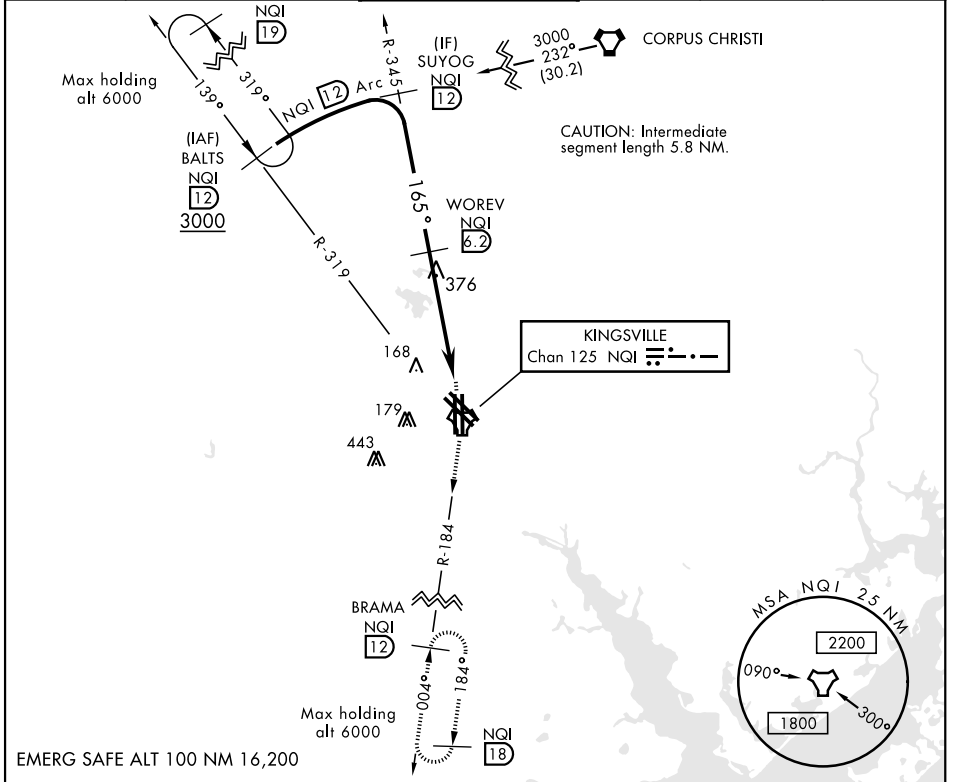 NQI
19
Max holding
alt 6000
139°
319°
NQI 12 Arc
(IAF)
BALTS
NQI
12
3000
R-345
(IF)
SUYOG
NQI
12
3000
232°
(30.2)
CORPUS CHRISTI
CAUTION: Intermediate
segment length 5.8 NM.
165°
WOREV
NQI
6.2
376
R-319
KINGSVILLE
Chan 125 NQI
168
179
443
R-184
BRAMA
NQI
12
004°
184°
Max holding
alt 6000
NQI
18
MSA NQI 25 NM
2200
090°
1800
300°
EMERG SAFE ALT 100 NM 16,200